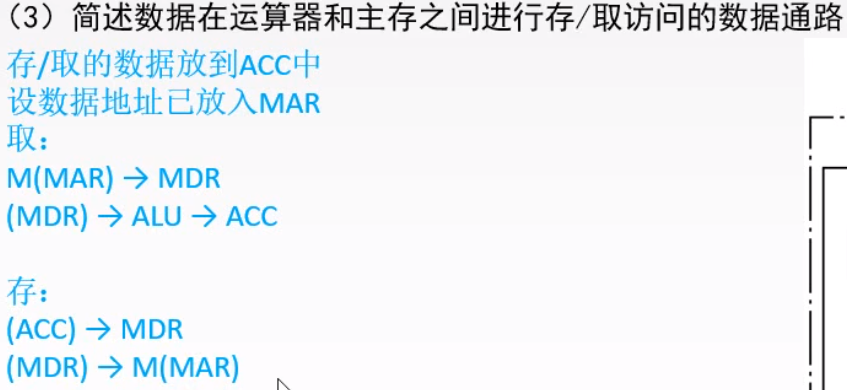 （3）简述数据在运算器和主存之间进行存/取访问的数据通路
存/取的数据放到ACC中
设数据地址已放入MAR
取：
M(MAR) → MDR
(MDR) → ALU → ACC
存：
(ACC) → MDR
(MDR) → M(MAR)